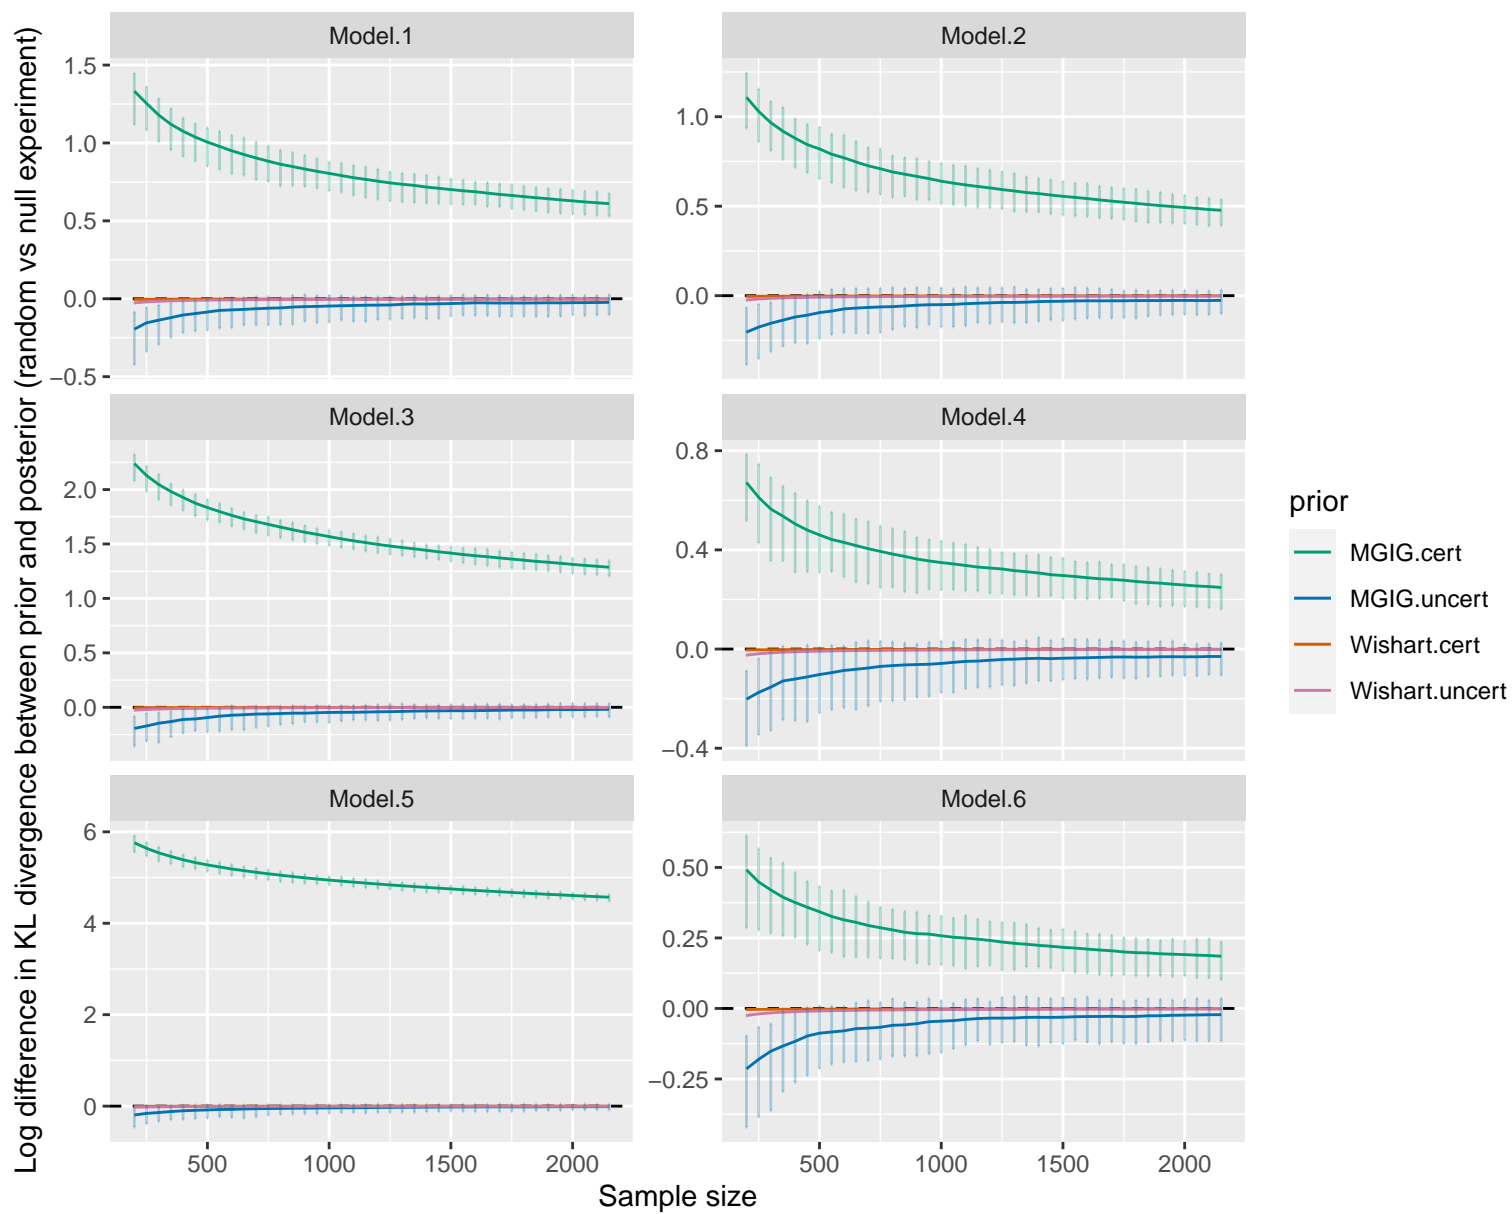 Log difference in KL divergence between prior and posterior (random vs null experiment)
Model.1
1.5
1.0
0.5
0.0
−0.5
Model.2
1.0
0.5
0.0
Model.3
2.0
1.5
1.0
0.5
0.0
Model.4
0.8
0.4
0.0
−0.4
Model.5
6
4
2
0
500 1000 1500 2000
Model.6
0.50
0.25
0.00
−0.25
500 1000 1500 2000
Sample size
prior
MGIG.cert
MGIG.uncert
Wishart.cert
Wishart.uncert